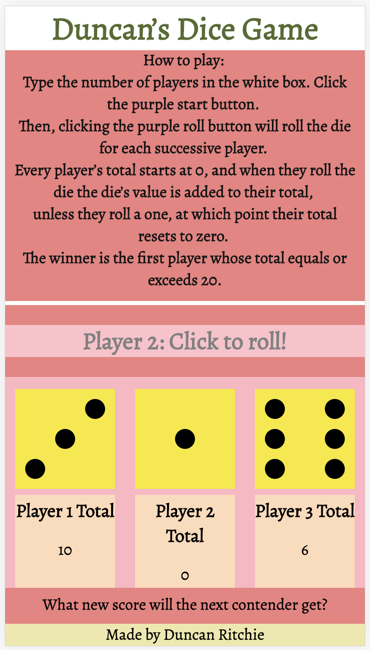 Duncan's Dice Game
How to play:
Type the number of players in the white box. Click
the purple start button.
Then, clicking the purple roll button will roll the die
for each successive player.
Every player's total starts at 0, and when they roll the
die the die's value is added to their total,
unless they roll a one, at which point their total
resets to zero.
The winner is the first player whose total equals or
exceeds 20.
Player 2: Click to roll!
Player 1 Total
10
Player 2
Total
0
Player 3 Total
6
What new score will the next contender get?
Made by Duncan Ritchie